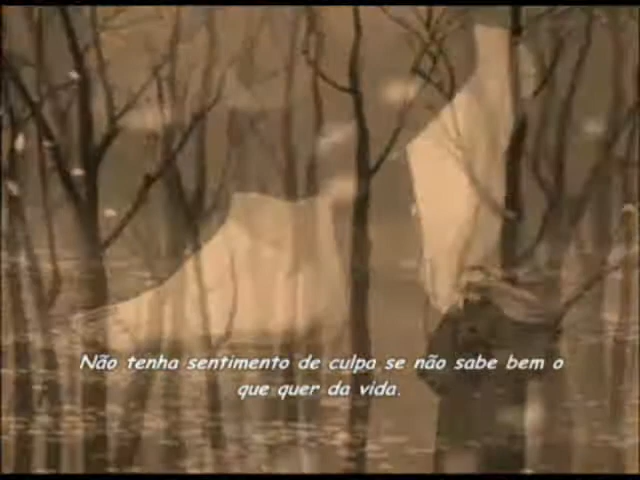 Não tenha sentimento de culpa se não sabe bem o
que quer da vida.